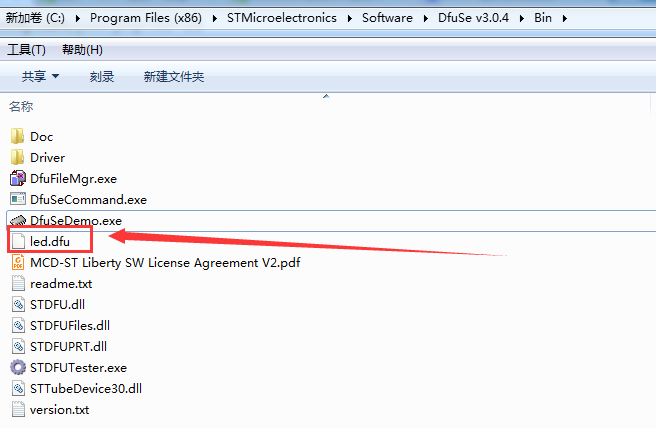 新加卷 (C:) ▸ Program Files (x86) ▸ STMicroelectronics ▸ Software ▸ DfuSe v3.0.4 ▸ Bin ▸
工具(T) 帮助(H)
共享 刻录 新建文件夹
名称
Doc
Driver
DfuFileMgr.exe
DfuSeCommand.exe
DfuSeDemo.exe
led.dfu
MCD-ST Liberty SW License Agreement V2.pdf
readme.txt
STDFU.dll
STDFUFiles.dll
STDFUPRT.dll
STDFUTester.exe
STTubeDevice30.dll
version.txt